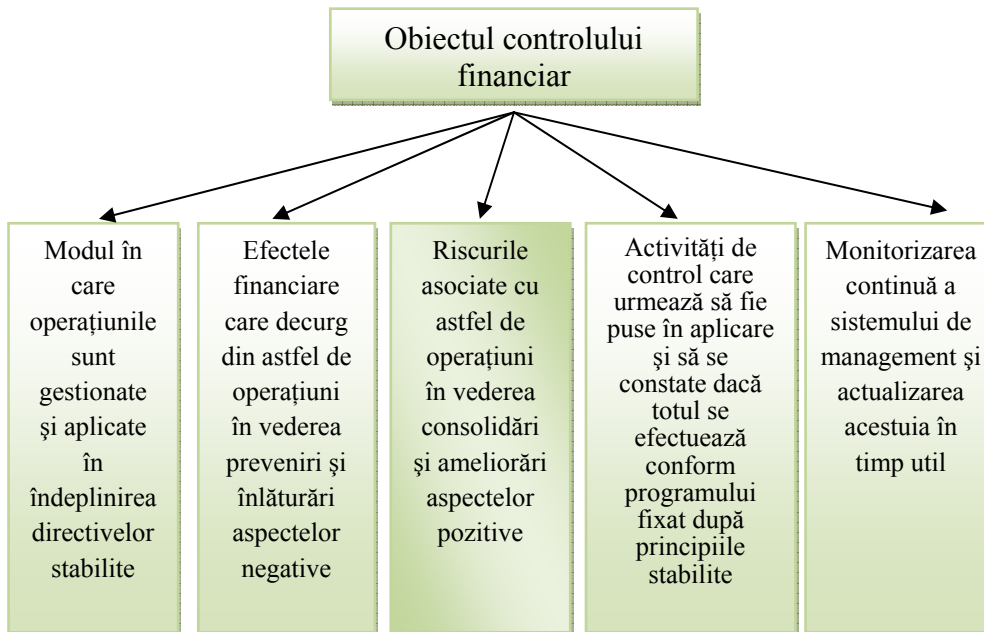 Obiectul controlului
financiar
Modul în
care
operațiunile
sunt
gestionate
şi aplicate
în
îndeplinirea
directivelor
stabilite
Efectele
financiare
care decurg
din astfel de
operațiuni
în vederea
preveniri şi
înlăturări
aspectelor
negative
Riscurile
asociate cu
astfel de
operațiuni
în vederea
consolidări
şi ameliorări
aspectelor
pozitive
Activități de
control care
urmează să fie
puse în aplicare
şi să se
constate dacă
totul se
efectuează
conform
programului
fixat după
principiile
stabilite
Monitorizarea
continuă a
sistemului de
management şi
actualizarea
acestuia în
timp util